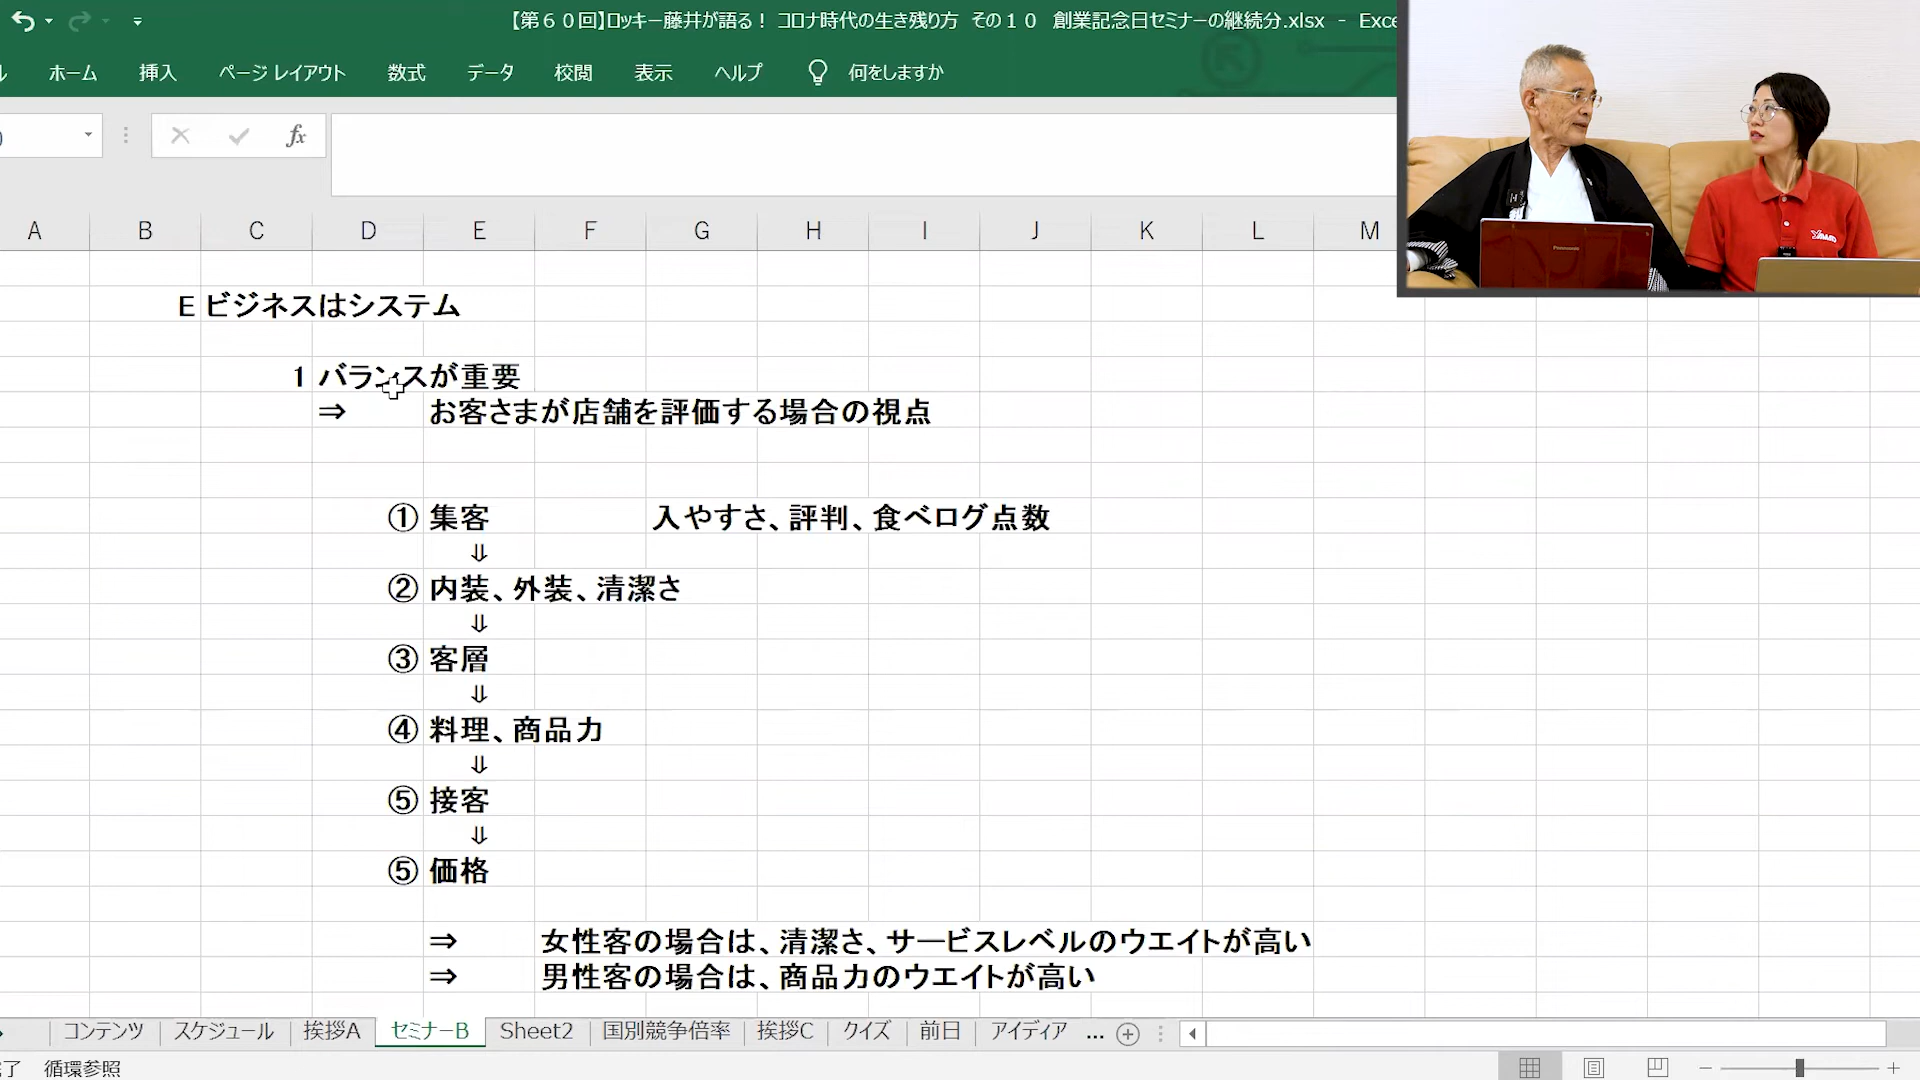 【第６０回】ロッキー藤井が語る！ コロナ時代の生き残り方 その１０ 創業記念日セミナーの継続分.xlsx - Exce
ホーム 挿入 ページ レイアウト 数式 データ 校閲 表示 ヘルプ 何をしますか
fx
A B C D E F G H I J K L M
E ビジネスはシステム
1 バランスが重要
⇒ お客さまが店舗を評価する場合の視点
① 集客 入やすさ、評判、食べログ点数
⇓
② 内装、外装、清潔さ
⇓
③ 客層
⇓
④ 料理、商品力
⇓
⑤ 接客
⇓
⑤ 価格
⇒ 女性客の場合は、清潔さ、サービスレベルのウエイトが高い
⇒ 男性客の場合は、商品力のウエイトが高い
コンテンツ スケジュール 挨拶A セミナーB Sheet2 国別競争倍率 挨拶C クイズ 前日 アイディア ...
了 循環参照